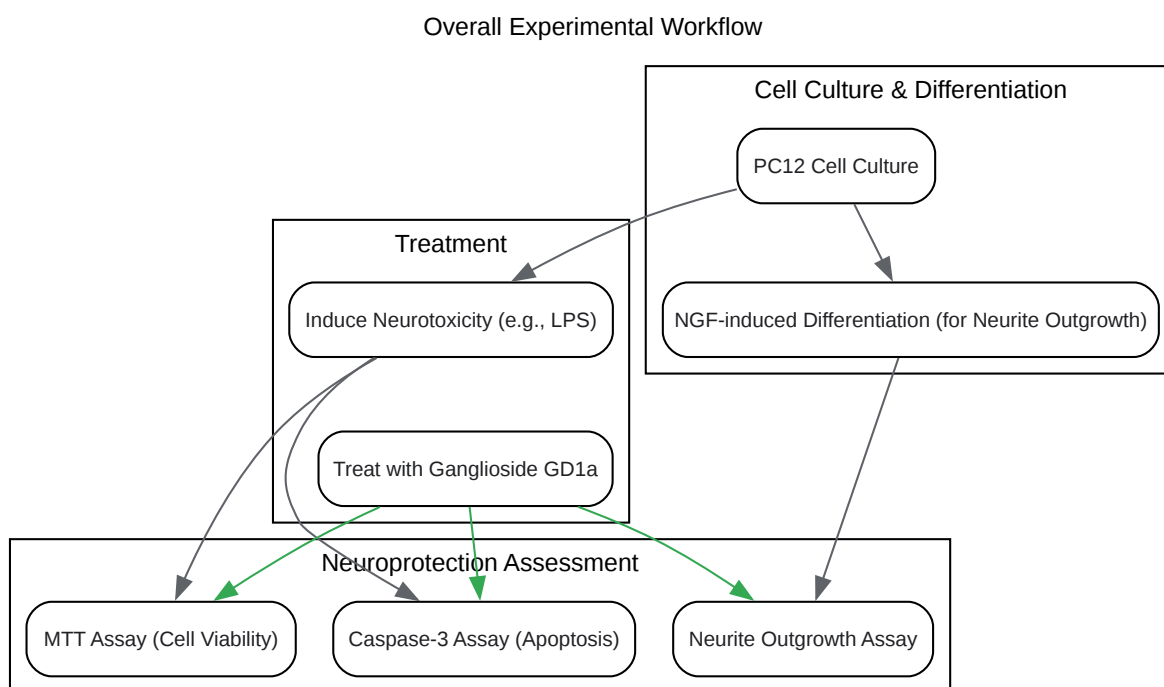 Overall Experimental Workflow
Cell Culture & Differentiation
PC12 Cell Culture
Treatment
Induce Neurotoxicity (e.g., LPS)
NGF-induced Differentiation (for Neurite Outgrowth)
Treat with Ganglioside GD1a
Neuroprotection Assessment
MTT Assay (Cell Viability)
Caspase-3 Assay (Apoptosis)
Neurite Outgrowth Assay